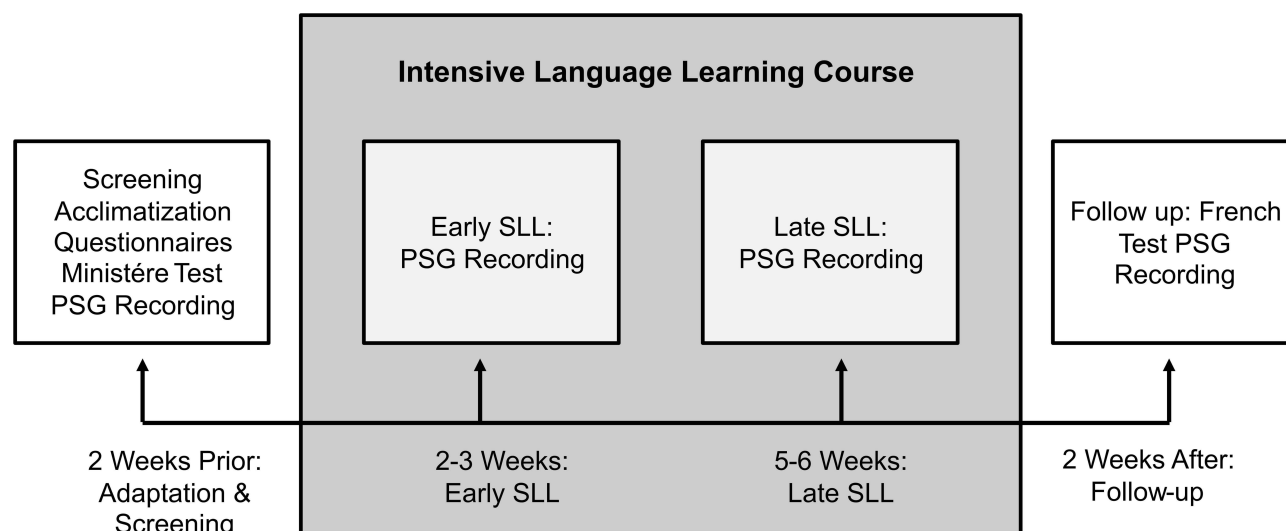 Intensive Language Learning Course
Screening
Acclimatization
Questionnaires
Ministére Test
PSG Recording
Early SLL:
PSG Recording
Late SLL:
PSG Recording
Follow up: French
Test PSG
Recording
2 Weeks Prior:
Adaptation &
Screening
2-3 Weeks:
Early SLL
5-6 Weeks:
Late SLL
2 Weeks After:
Follow-up